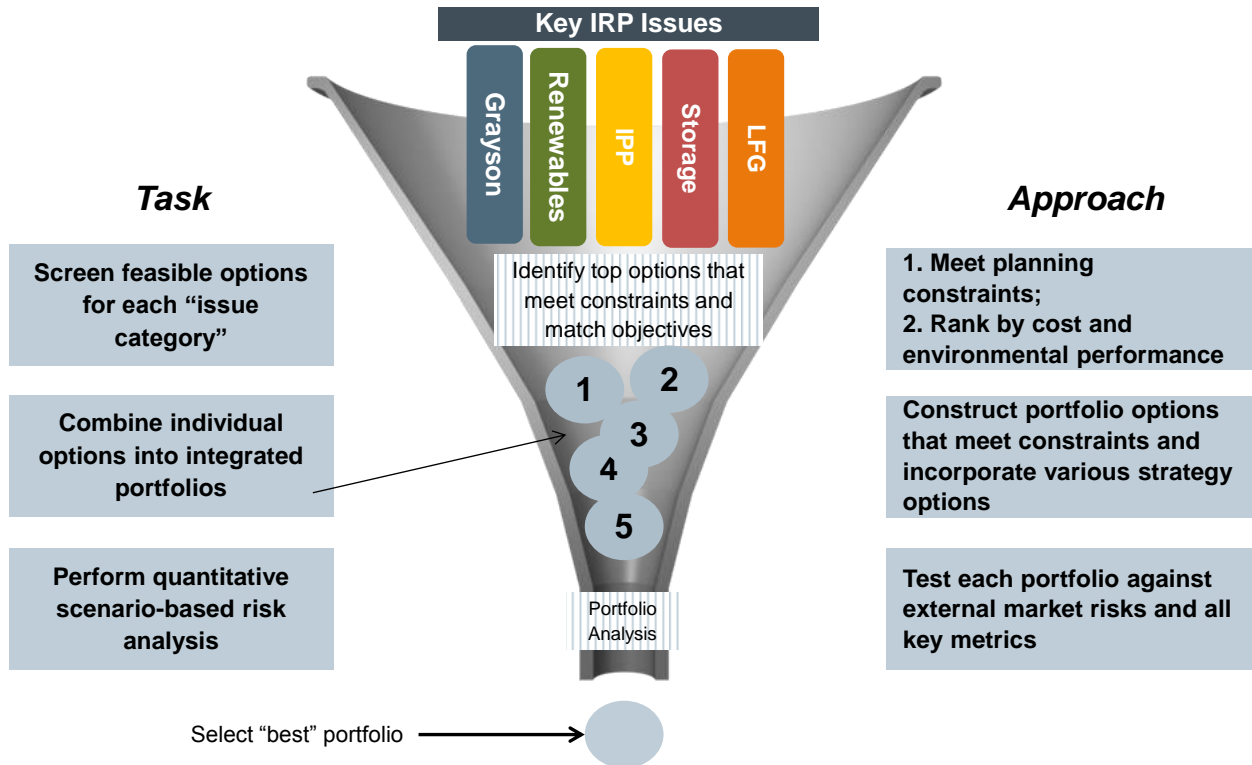 Key IRP Issues
Grayson
Renewables
IPP
Storage
LFG
Task
Approach
Screen feasible options
for each “issue
category”
Identify top options that
meet constraints and
match objectives
1. Meet planning
constraints;
2. Rank by cost and
environmental performance
1
2
3
4
5
Combine individual
options into integrated
portfolios
Construct portfolio options
that meet constraints and
incorporate various strategy
options
Perform quantitative
scenario-based risk
analysis
Portfolio
Analysis
Test each portfolio against
external market risks and all
key metrics
Select “best” portfolio